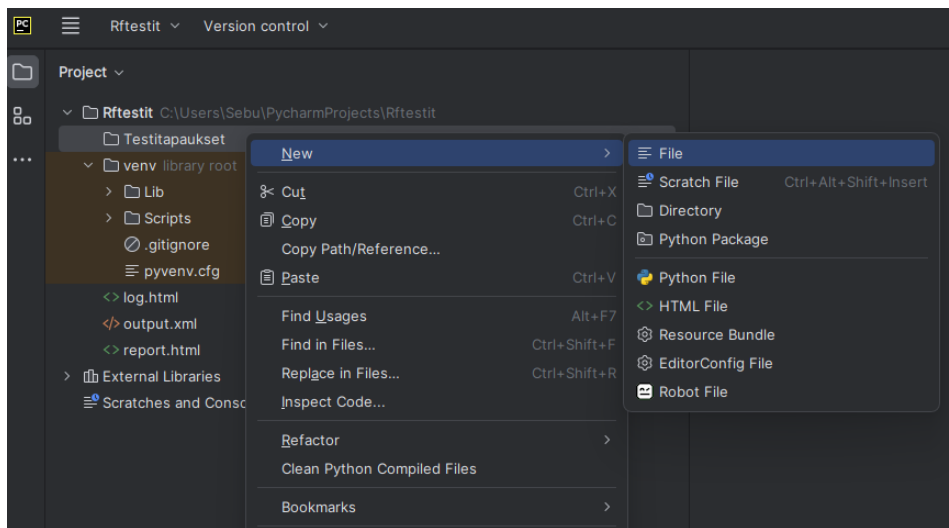 PC
Rftestit
Version control
Project
Rftestit C:\Users\Sebu\PycharmProjects\Rftestit
Testitapaukset
venv library root
Lib
Scripts
.gitignore
pyvenv.cfg
log.html
output.xml
report.html
External Libraries
Scratches and Consc
New
Cut Ctrl+X
Copy Ctrl+C
Copy Path/Reference...
Paste Ctrl+V
Find Usages Alt+F7
Find in Files... Ctrl+Shift+F
Replace in Files... Ctrl+Shift+R
Inspect Code...
Refactor
Clean Python Compiled Files
Bookmarks
File
Scratch File Ctrl+Alt+Shift+Insert
Directory
Python Package
Python File
HTML File
Resource Bundle
EditorConfig File
Robot File